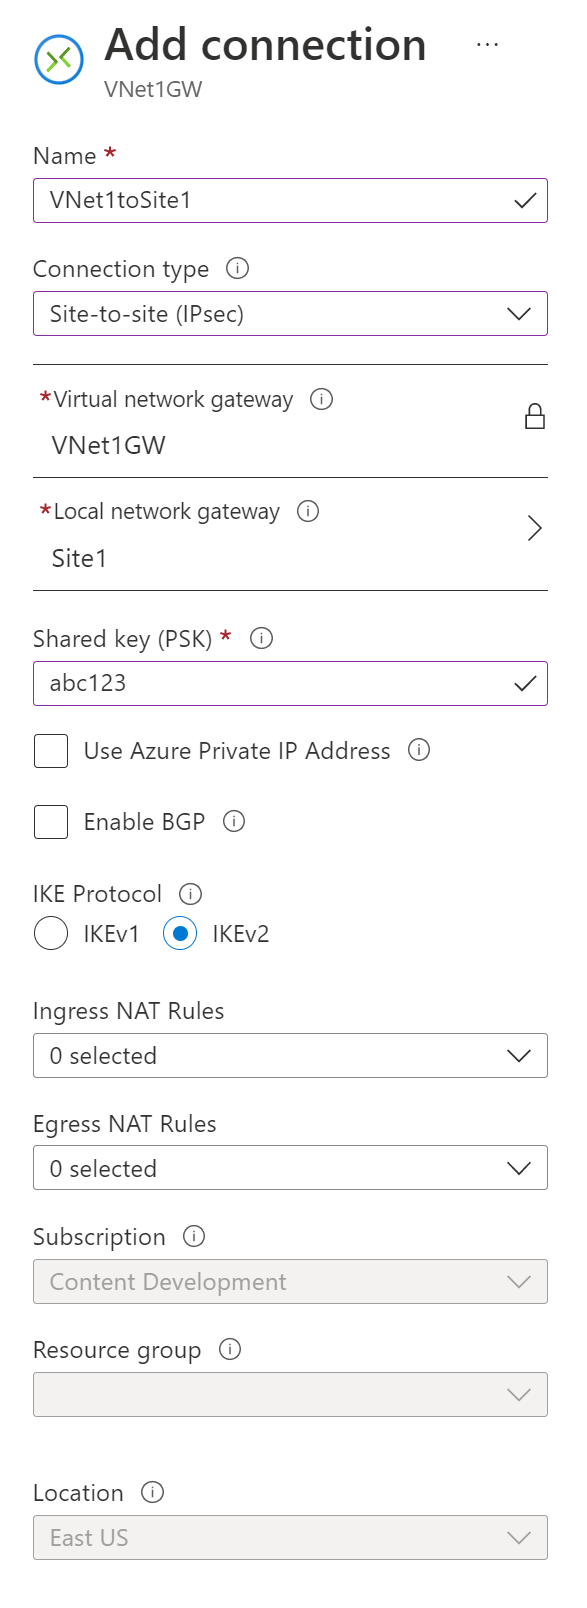 Add connection ...
VNet1GW
Name *
VNet1toSite1
Connection type
Site-to-site (IPsec)
*Virtual network gateway
VNet1GW
*Local network gateway
Site1
Shared key (PSK) *
abc123
Use Azure Private IP Address
Enable BGP
IKE Protocol
IKEv1 IKEv2
Ingress NAT Rules
0 selected
Egress NAT Rules
0 selected
Subscription
Content Development
Resource group
Location
East US